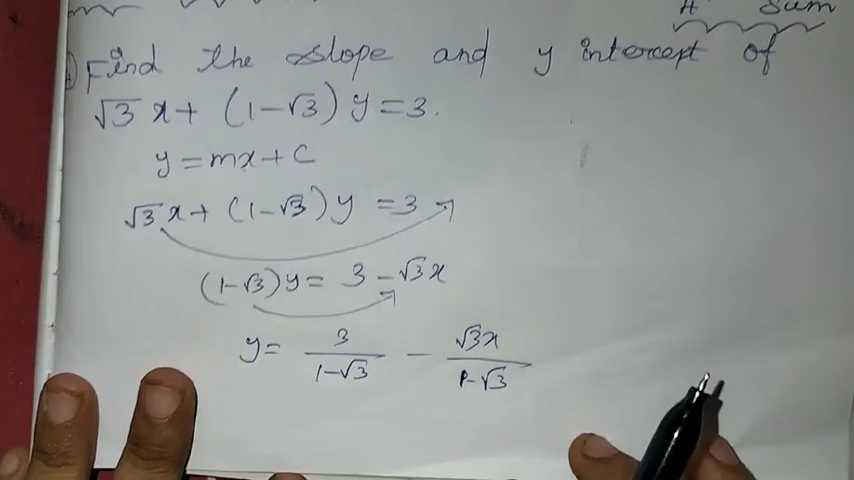 Sum
Find the slope and y intercept of
√3 x + (1-√3) y = 3.
y = mx + c
√3 x + (1-√3) y = 3
(1-√3) y = 3 - √3 x
y = 3/(1-√3) - √3x/(1-√3)